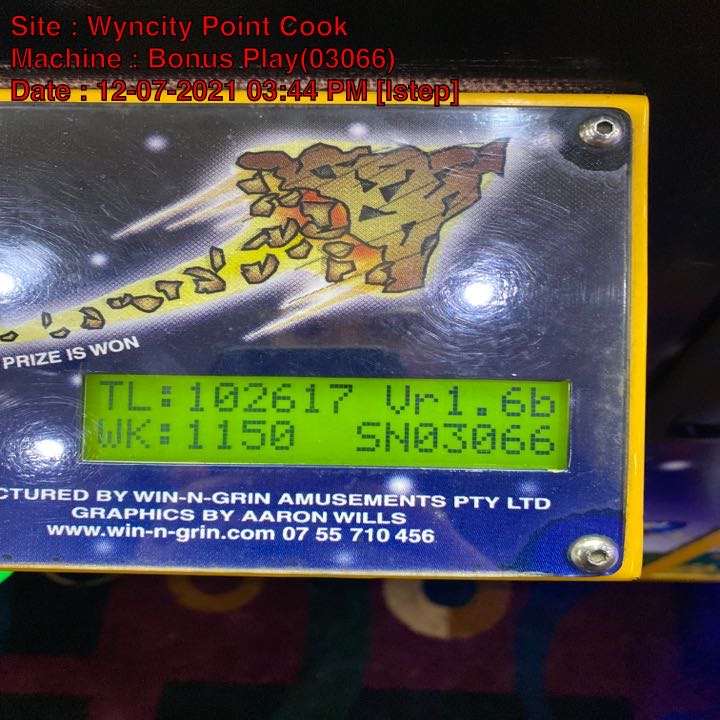 Site : Wyncity Point Cook
Machine : Bonus Play(03066)
Date : 12-07-2021 03:44 PM [Istep]
PRIZE IS WON
TL:102617 Vr1.6b
WK:1150 SN03066
CTURED BY WIN-N-GRIN AMUSEMENTS PTY LTD
GRAPHICS BY AARON WILLS
www.win-n-grin.com 07 55 710 456